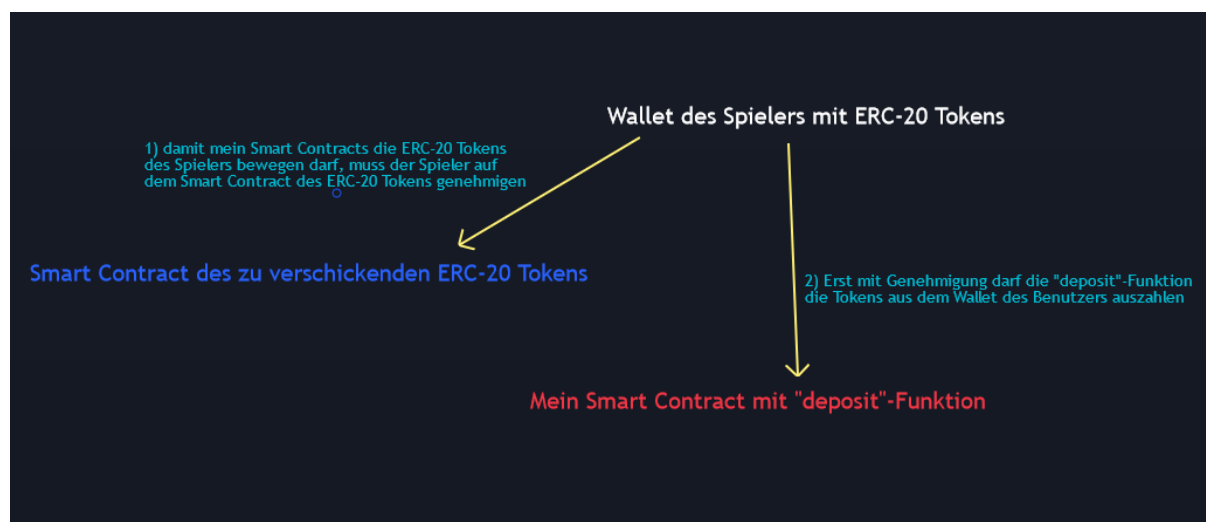 Wallet des Spielers mit ERC-20 Tokens
1) damit mein Smart Contracts die ERC-20 Tokens
des Spielers bewegen darf, muss der Spieler auf
dem Smart Contract des ERC-20 Tokens genehmigen
Smart Contract des zu verschickenden ERC-20 Tokens
2) Erst mit Genehmigung darf die "deposit"-Funktion
die Tokens aus dem Wallet des Benutzers auszahlen
Mein Smart Contract mit "deposit"-Funktion